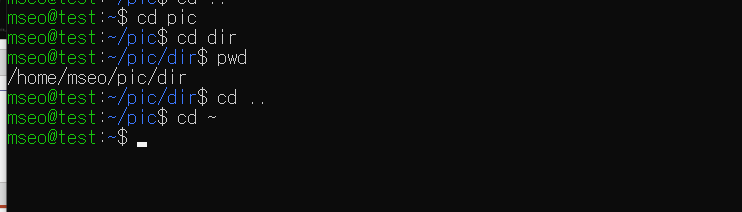 mseo@test:~$ cd pic
mseo@test:~/pic$ cd dir
mseo@test:~/pic/dir$ pwd
/home/mseo/pic/dir
mseo@test:~/pic/dir$ cd ..
mseo@test:~/pic$ cd ~
mseo@test:~$